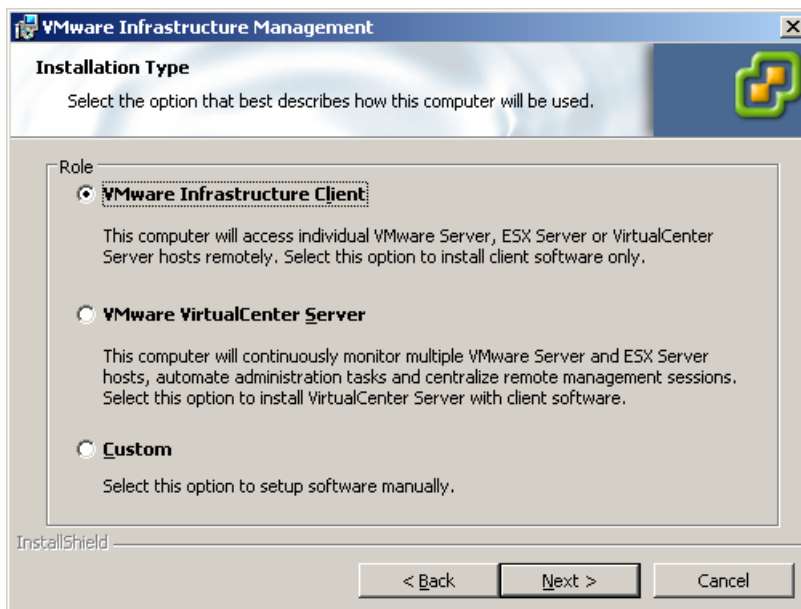 VMware Infrastructure Management
Installation Type
Select the option that best describes how this computer will be used.
Role
VMware Infrastructure Client
This computer will access individual VMware Server, ESX Server or VirtualCenter
Server hosts remotely. Select this option to install client software only.
VMware VirtualCenter Server
This computer will continuously monitor multiple VMware Server and ESX Server
hosts, automate administration tasks and centralize remote management sessions.
Select this option to install VirtualCenter Server with client software.
Custom
Select this option to setup software manually.
InstallShield
< Back Next > Cancel